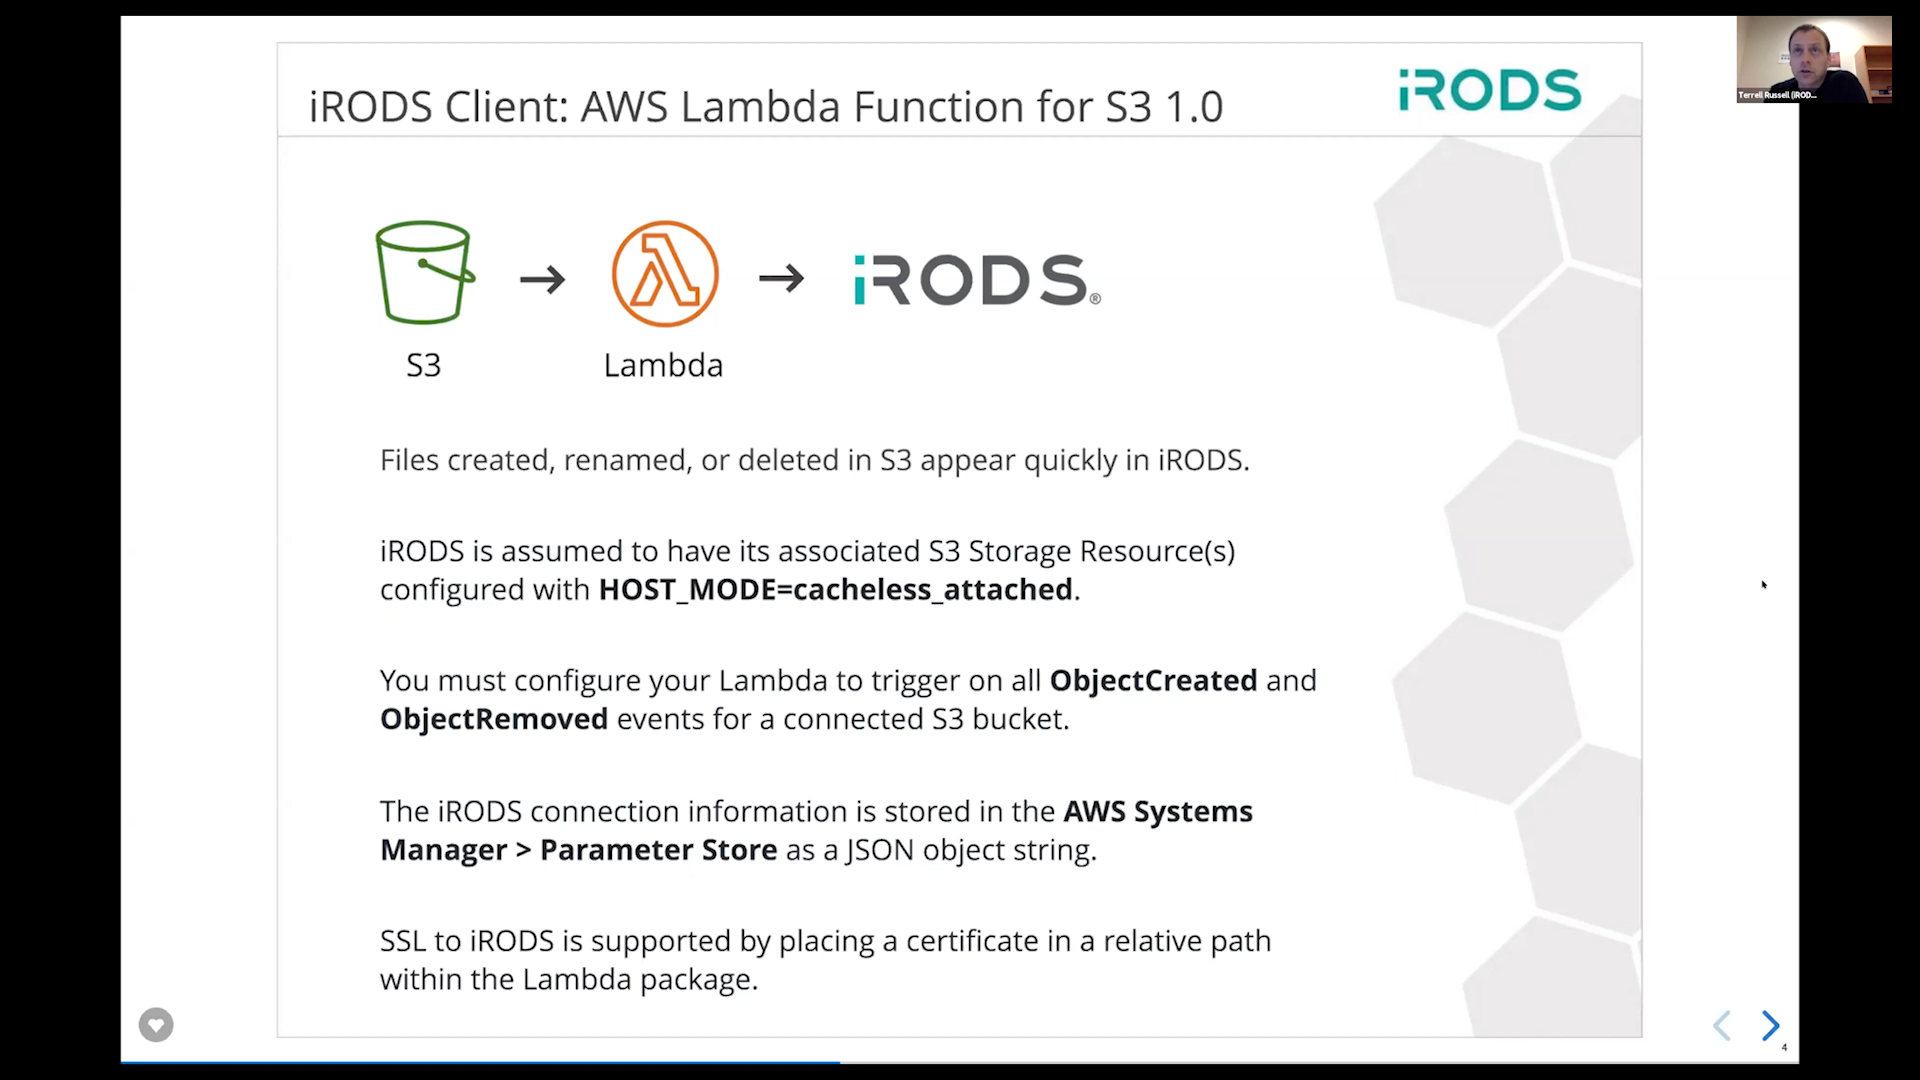 iRODS Client: AWS Lambda Function for S3 1.0
iRODS
Terrell Russell (iROD...
iRODS®
S3
Lambda
Files created, renamed, or deleted in S3 appear quickly in iRODS.
iRODS is assumed to have its associated S3 Storage Resource(s)
configured with HOST_MODE=cacheless_attached.
You must configure your Lambda to trigger on all ObjectCreated and
ObjectRemoved events for a connected S3 bucket.
The iRODS connection information is stored in the AWS Systems
Manager > Parameter Store as a JSON object string.
SSL to iRODS is supported by placing a certificate in a relative path
within the Lambda package.
4